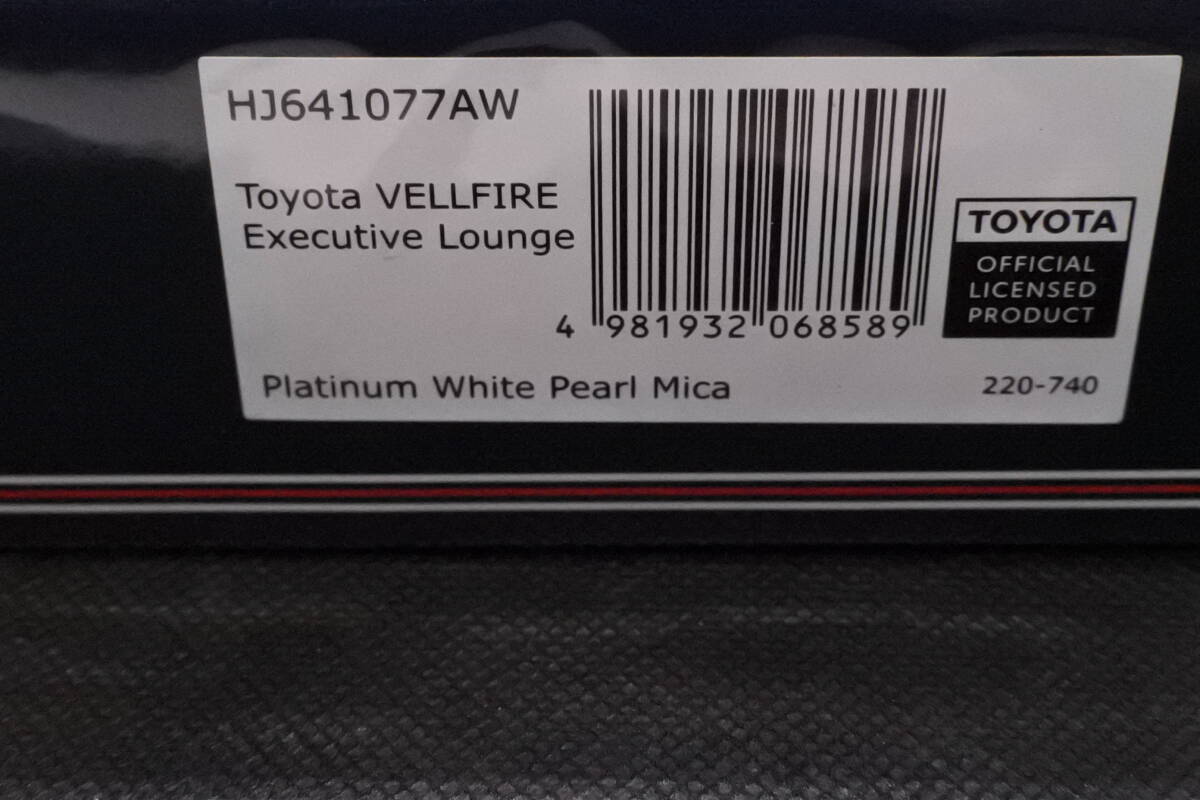 HJ641077AW
Toyota VELLFIRE
Executive Lounge
4 981932 068589
TOYOTA
OFFICIAL
LICENSED
PRODUCT
Platinum White Pearl Mica
220-740